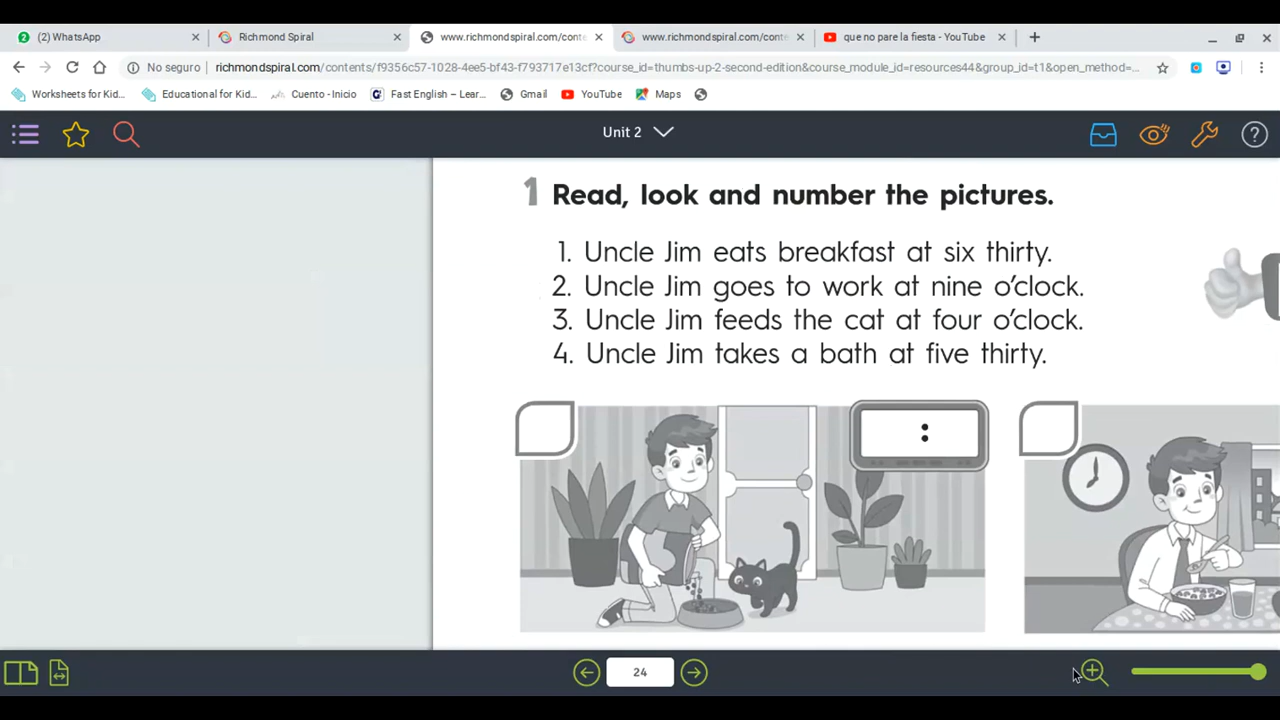 (2) WhatsApp
Richmond Spiral
www.richmondspiral.com/conte
www.richmondspiral.com/conte
que no pare la fiesta - YouTube
No seguro
richmondspiral.com/contents/f9356c57-1028-4ee5-bf43-f793717e13cf?course_id=thumbs-up-2-second-edition&course_module_id=resources44&group_id=t1&open_method=...
Worksheets for Kid...
Educational for Kid...
Cuento - Inicio
Fast English – Lear...
Gmail
YouTube
Maps
Unit 2
1 Read, look and number the pictures.
1. Uncle Jim eats breakfast at six thirty.
2. Uncle Jim goes to work at nine o’clock.
3. Uncle Jim feeds the cat at four o’clock.
4. Uncle Jim takes a bath at five thirty.
:
24